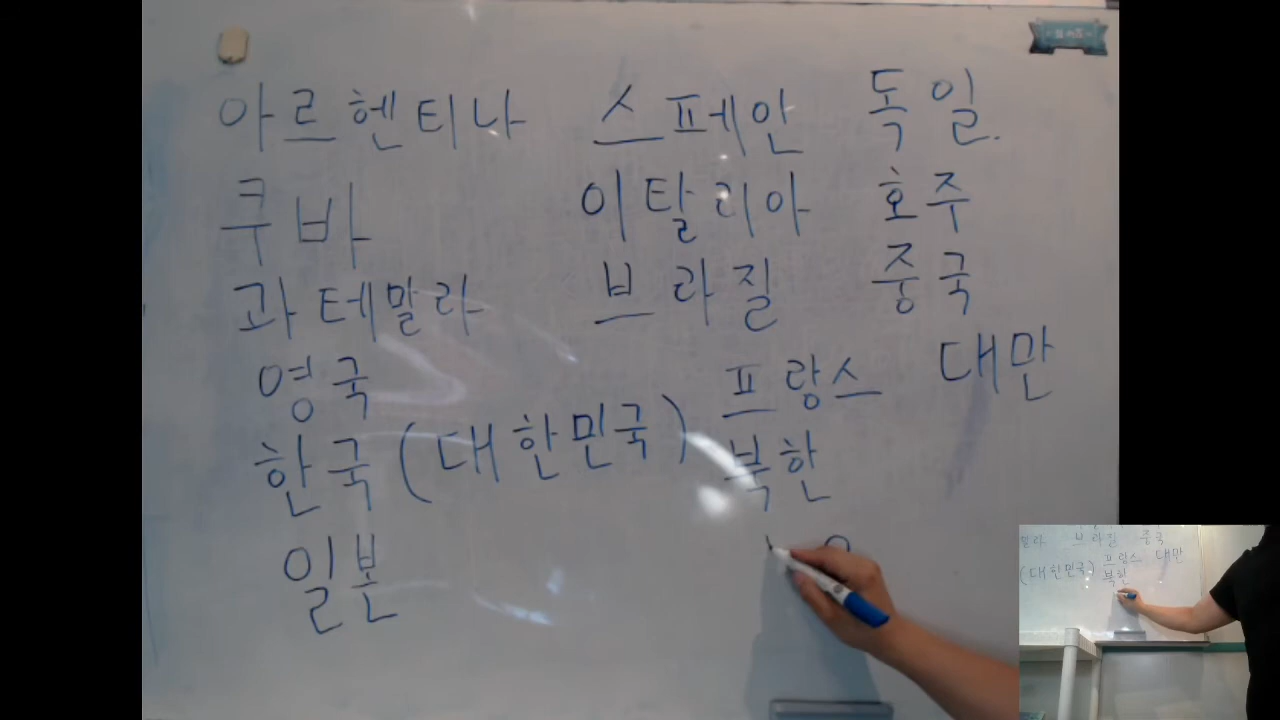 아르헨티나 스페인 독일.
쿠바 이탈리아 호주
과테말라 브라질 중국
영국 프랑스 대만
한국(대한민국) 북한
일본